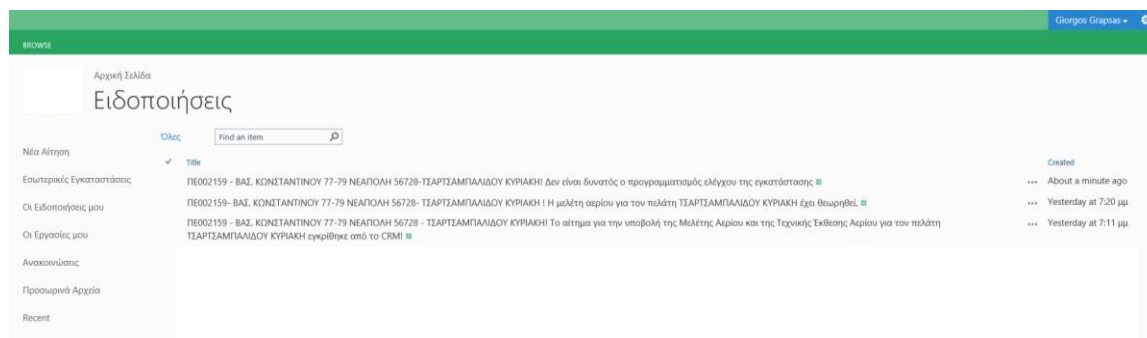 Giorgos Grapsas
BROWSE
Αρχική Σελίδα
Ειδοποιήσεις
Όλες Find an item
Νέα Αίτηση
Title Created
Εσωτερικές Εγκαταστάσεις
ΠΕ002159 - ΒΑΣ. ΚΩΝΣΤΑΝΤΙΝΟΥ 77-79 ΝΕΑΠΟΛΗ 56728-ΤΣΑΡΤΣΑΜΠΑΛΙΔΟΥ ΚΥΡΙΑΚΗ! Δεν είναι δυνατός ο προγραμματισμός ελέγχου της εγκατάστασης ... About a minute ago
Οι Ειδοποιήσεις μου
ΠΕ002159- ΒΑΣ. ΚΩΝΣΤΑΝΤΙΝΟΥ 77-79 ΝΕΑΠΟΛΗ 56728- ΤΣΑΡΤΣΑΜΠΑΛΙΔΟΥ ΚΥΡΙΑΚΗ ! Η μελέτη αερίου για τον πελάτη ΤΣΑΡΤΣΑΜΠΑΛΙΔΟΥ ΚΥΡΙΑΚΗ έχει θεωρηθεί. ... Yesterday at 7:20 μμ
ΠΕ002159 - ΒΑΣ. ΚΩΝΣΤΑΝΤΙΝΟΥ 77-79 ΝΕΑΠΟΛΗ 56728 - ΤΣΑΡΤΣΑΜΠΑΛΙΔΟΥ ΚΥΡΙΑΚΗ! Το αίτημα για την υποβολή της Μελέτης Αερίου και της Τεχνικής Έκθεσης Αερίου για τον πελάτη ... Yesterday at 7:11 μμ
Οι Εργασίες μου
ΤΣΑΡΤΣΑΜΠΑΛΙΔΟΥ ΚΥΡΙΑΚΗ εγκρίθηκε από το CRM!
Ανακοινώσεις
Προσωρινά Αρχεία
Recent